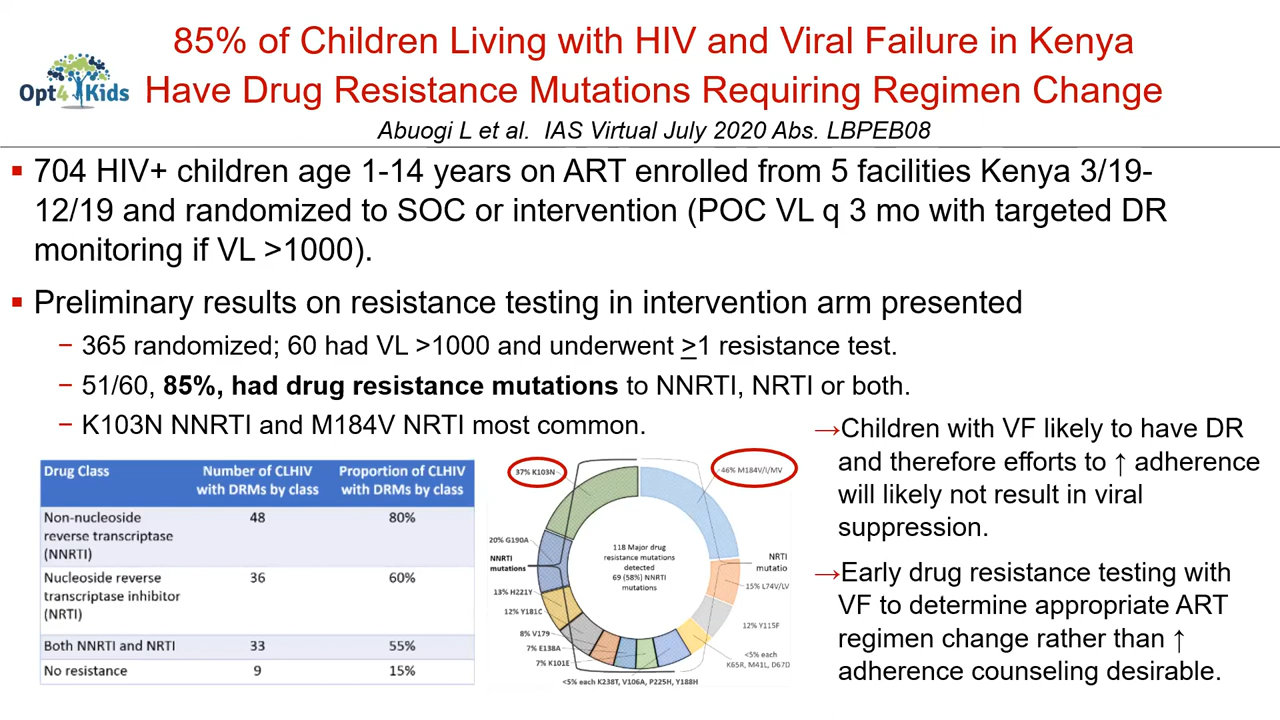 85% of Children Living with HIV and Viral Failure in Kenya
Have Drug Resistance Mutations Requiring Regimen Change
Opt4Kids
Abuogi L et al. IAS Virtual July 2020 Abs. LBPEB08
▪ 704 HIV+ children age 1-14 years on ART enrolled from 5 facilities Kenya 3/19-
12/19 and randomized to SOC or intervention (POC VL q 3 mo with targeted DR
monitoring if VL >1000).
▪ Preliminary results on resistance testing in intervention arm presented
− 365 randomized; 60 had VL >1000 and underwent >1 resistance test.
− 51/60, 85%, had drug resistance mutations to NNRTI, NRTI or both.
− K103N NNRTI and M184V NRTI most common.
Drug Class Number of CLHIV with DRMs by class Proportion of CLHIV with DRMs by class
Non-nucleoside reverse transcriptase (NNRTI) 48 80%
Nucleoside reverse transcriptase inhibitor (NRTI) 36 60%
Both NNRTI and NRTI 33 55%
No resistance 9 15%
37% K103N
46% M184V/I/MV
20% G190A
NNRTI
mutations
13% H221Y
12% Y181C
8% V179
7% E138A
7% K101E
<5% each K238T, V106A, P225H, Y188H
118 Major drug
resistance mutations
detected
69 (58%) NNRTI
mutations
NRTI
mutatio
15% L74V/LV
12% Y115F
<5% each
K65R, M41L, D67D
→Children with VF likely to have DR
and therefore efforts to ↑ adherence
will likely not result in viral
suppression.
→Early drug resistance testing with
VF to determine appropriate ART
regimen change rather than ↑
adherence counseling desirable.